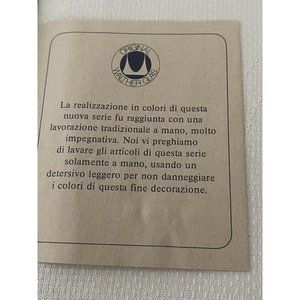 ORIGINAL
WALTHER GLAS
La realizzazione in colori di questa
nuova serie fu raggiunta con una
lavorazione tradizionale a mano, molto
impegnativa. Noi vi preghiamo
di lavare gli articoli di questa serie
solamente a mano, usando un
detersivo leggero per non danneggiare
i colori di questa fine decorazione.